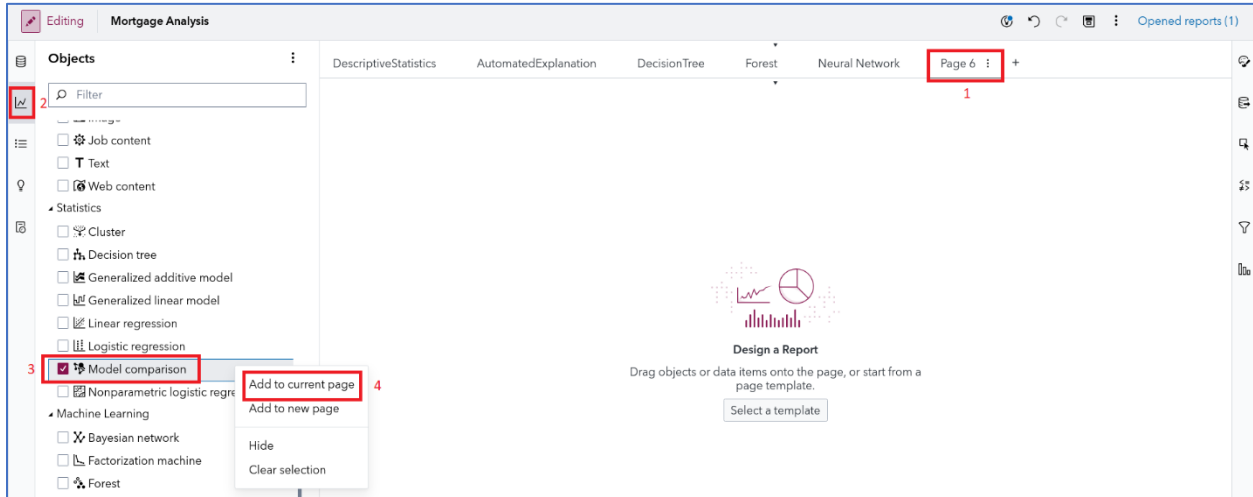 Editing Mortgage Analysis Opened reports (1)
Objects
Filter
2
Image
Job content
T Text
Web content
Statistics
Cluster
Decision tree
Generalized additive model
Generalized linear model
Linear regression
Logistic regression
3 Model comparison
Nonparametric logistic regre
Machine Learning
Bayesian network
Factorization machine
Forest
Add to current page 4
Add to new page
Hide
Clear selection
DescriptiveStatistics AutomatedExplanation DecisionTree Forest Neural Network Page 6 +
1
Design a Report
Drag objects or data items onto the page, or start from a
page template.
Select a template